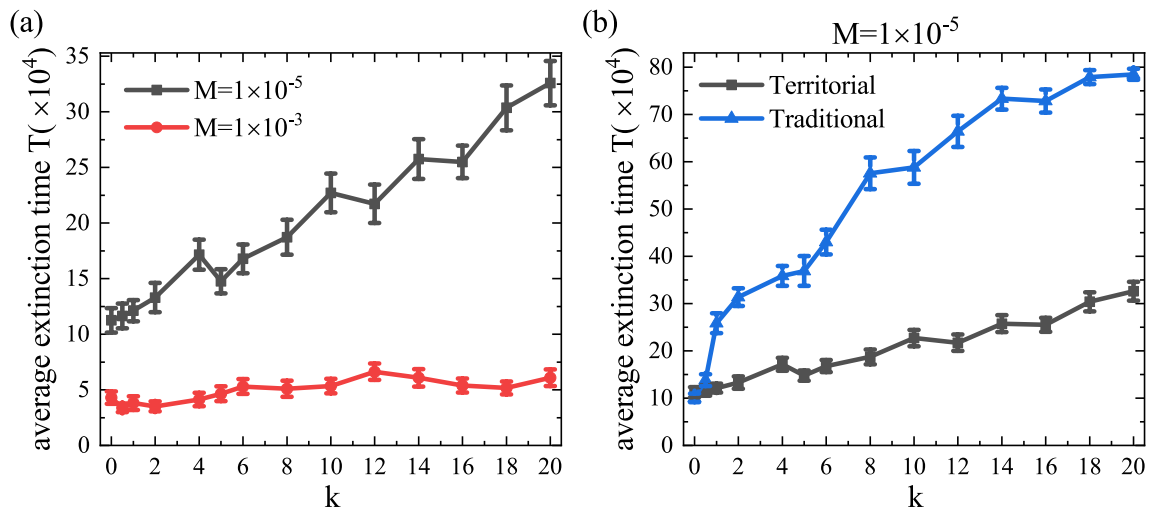 (a)
average extinction time T( ×10⁴)
35
30
25
20
15
10
5
0
M=1×10⁻⁵
M=1×10⁻³
0 2 4 6 8 10 12 14 16 18 20
k
(b)
M=1×10⁻⁵
average extinction time T( ×10⁴)
80
70
60
50
40
30
20
10
0
Territorial
Traditional
0 2 4 6 8 10 12 14 16 18 20
k